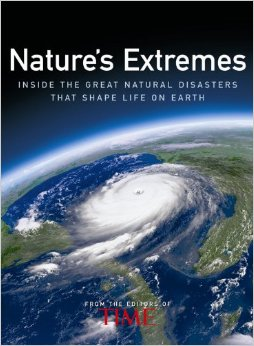 Nature's Extremes
INSIDE THE GREAT NATURAL DISASTERS
THAT SHAPE LIFE ON EARTH
FROM THE EDITORS OF
TIME